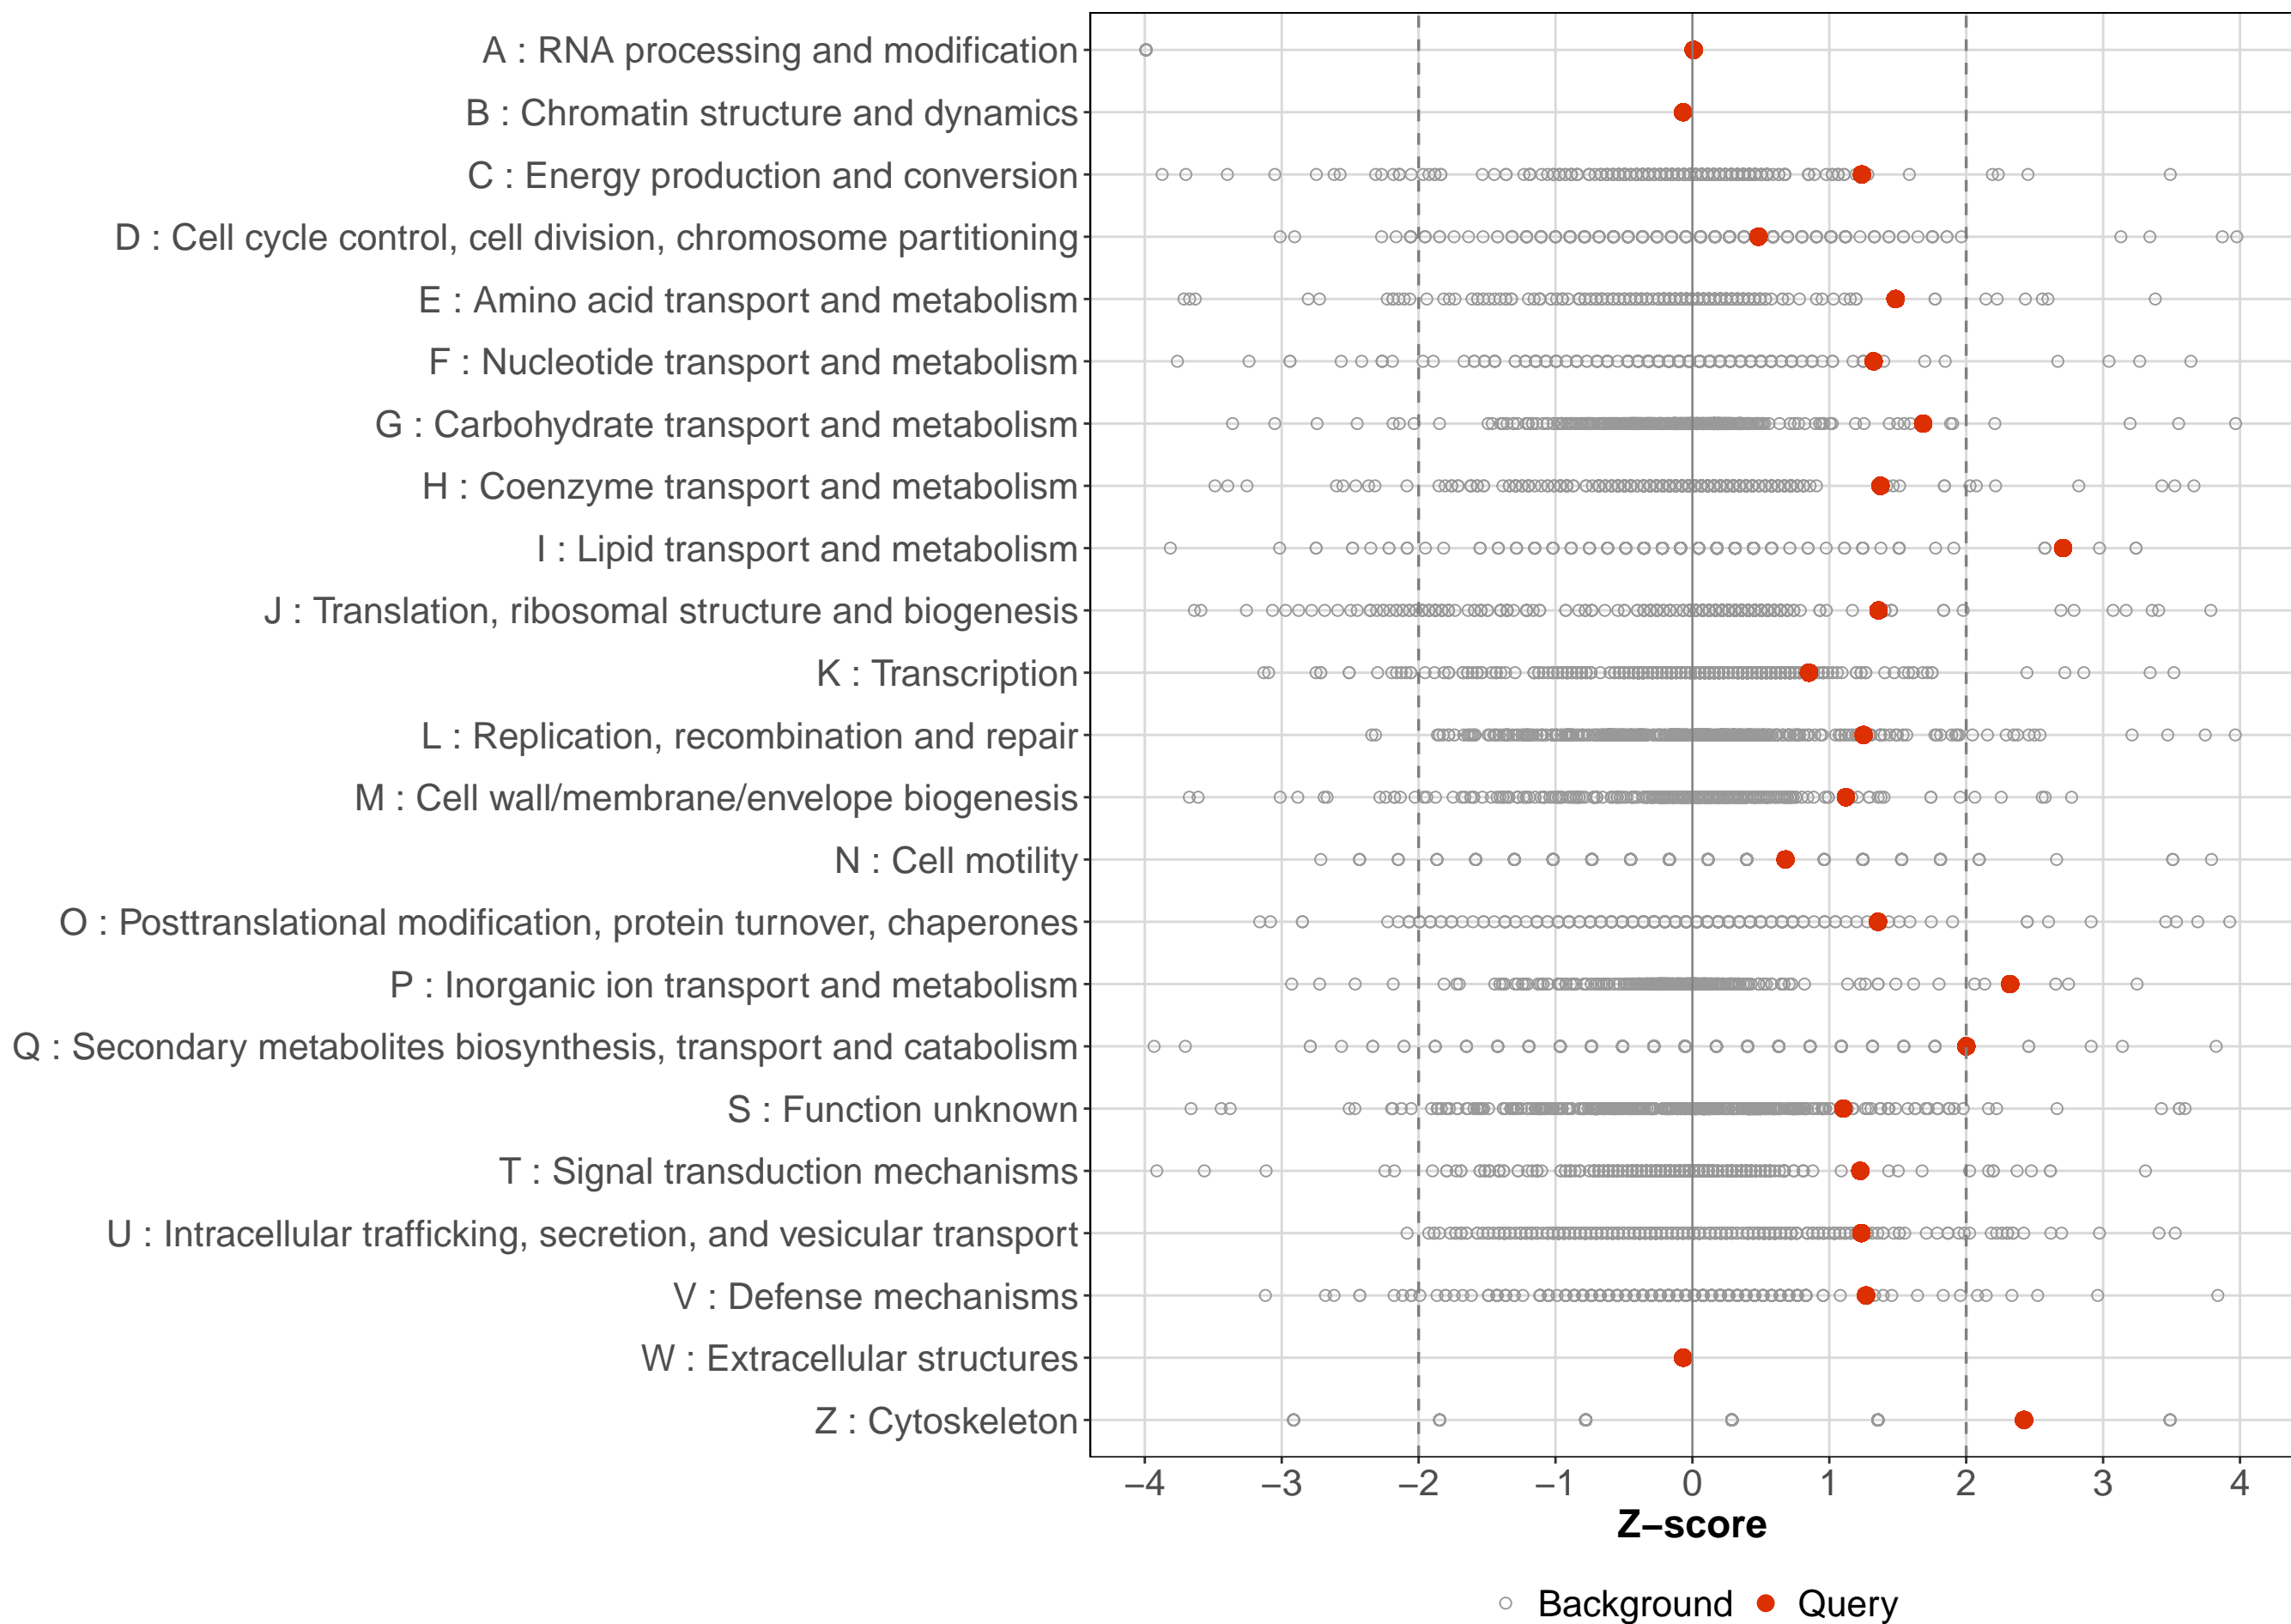 A : RNA processing and modification
B : Chromatin structure and dynamics
C : Energy production and conversion
D : Cell cycle control, cell division, chromosome partitioning
E : Amino acid transport and metabolism
F : Nucleotide transport and metabolism
G : Carbohydrate transport and metabolism
H : Coenzyme transport and metabolism
I : Lipid transport and metabolism
J : Translation, ribosomal structure and biogenesis
K : Transcription
L : Replication, recombination and repair
M : Cell wall/membrane/envelope biogenesis
N : Cell motility
O : Posttranslational modification, protein turnover, chaperones
P : Inorganic ion transport and metabolism
Q : Secondary metabolites biosynthesis, transport and catabolism
S : Function unknown
T : Signal transduction mechanisms
U : Intracellular trafficking, secretion, and vesicular transport
V : Defense mechanisms
W : Extracellular structures
Z : Cytoskeleton
−4 −3 −2 −1 0 1 2 3 4
Z−score
Background Query